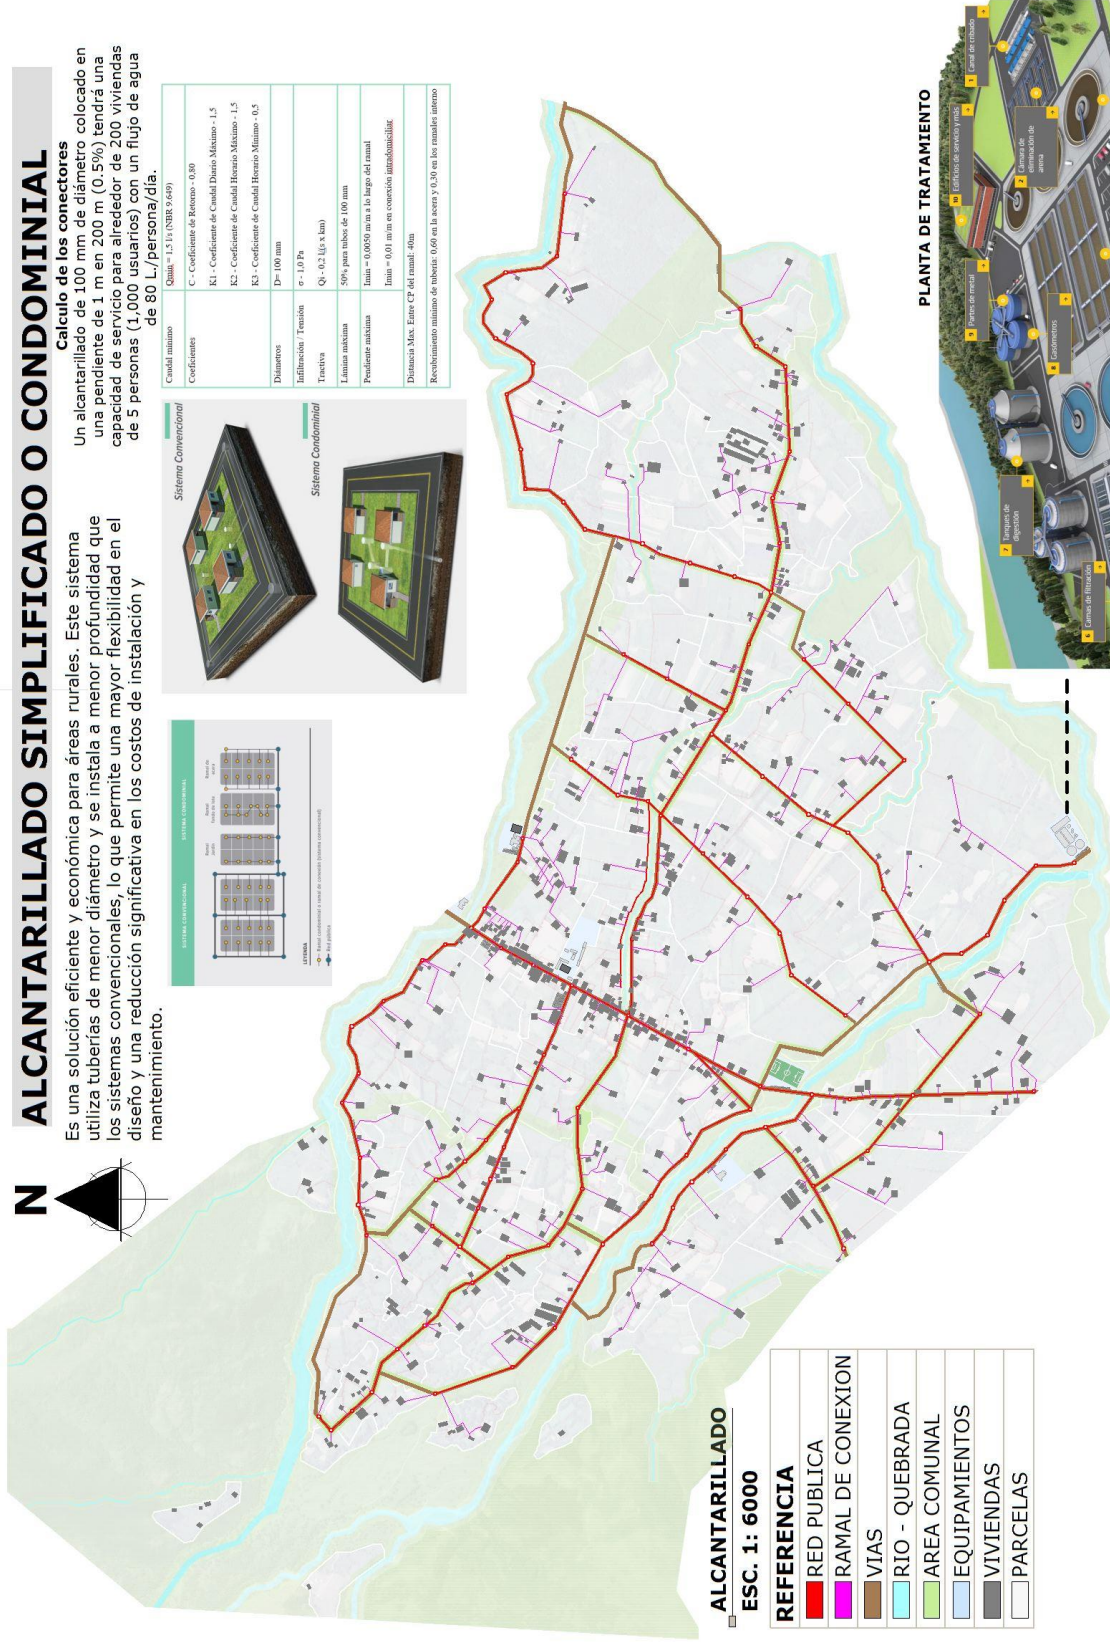 ALCANTARILLADO SIMPLIFICADO O CONDOMINIAL
N
Es una solución eficiente y económica para áreas rurales. Este sistema
utiliza tuberías de menor diámetro y se instala a menor profundidad que
los sistemas convencionales, lo que permite una mayor flexibilidad en el
diseño y una reducción significativa en los costos de instalación y
mantenimiento.
Calculo de los conectores
Un alcantarillado de 100 mm de diámetro colocado en
una pendiente de 1 m en 200 m (0.5%) tendrá una
capacidad de servicio para alrededor de 200 viviendas
de 5 personas (1,000 usuarios) con un flujo de agua
de 80 L./persona/día.
SISTEMA CONVENCIONAL
SISTEMA CONDOMINIAL
LEYENDA
Sistema Convencional
Sistema Condominial
Caudal mínimo
Qmin = 1,5 l/s (NBR 9.649)
Coeficientes
C - Coeficiente de Retorno - 0,80
K1 - Coeficiente de Caudal Diario Máximo - 1,5
K2 - Coeficiente de Caudal Horario Máximo - 1,5
K3 - Coeficiente de Caudal Horario Mínimo - 0,5
Diámetros
D= 100 mm
Infiltración / Tensión
Tractiva
σ - 1,0 Pa
Qi - 0,2 L/(s x km)
Lámina máxima
50% para tubos de 100 mm
Pendiente máxima
Imin = 0,0050 m/m a lo largo del ramal
Imin = 0,01 m/m en conexión intradomiciliar
Distancia Max. Entre CP del ramal: 40m
Recubrimiento mínimo de tubería: 0,60 en la acera y 0,30 en los ramales interno
PLANTA DE TRATAMIENTO
1 Canal de cribado
10 Edificios de servicio y más
2 Cámara de
eliminación de
arena
9 Partes de metal
8 Gasómetros
7 Tanques de
digestión
6 Camas de filtración
ALCANTARILLADO
ESC. 1: 6000
REFERENCIA
RED PUBLICA
RAMAL DE CONEXION
VIAS
RIO - QUEBRADA
AREA COMUNAL
EQUIPAMIENTOS
VIVIENDAS
PARCELAS